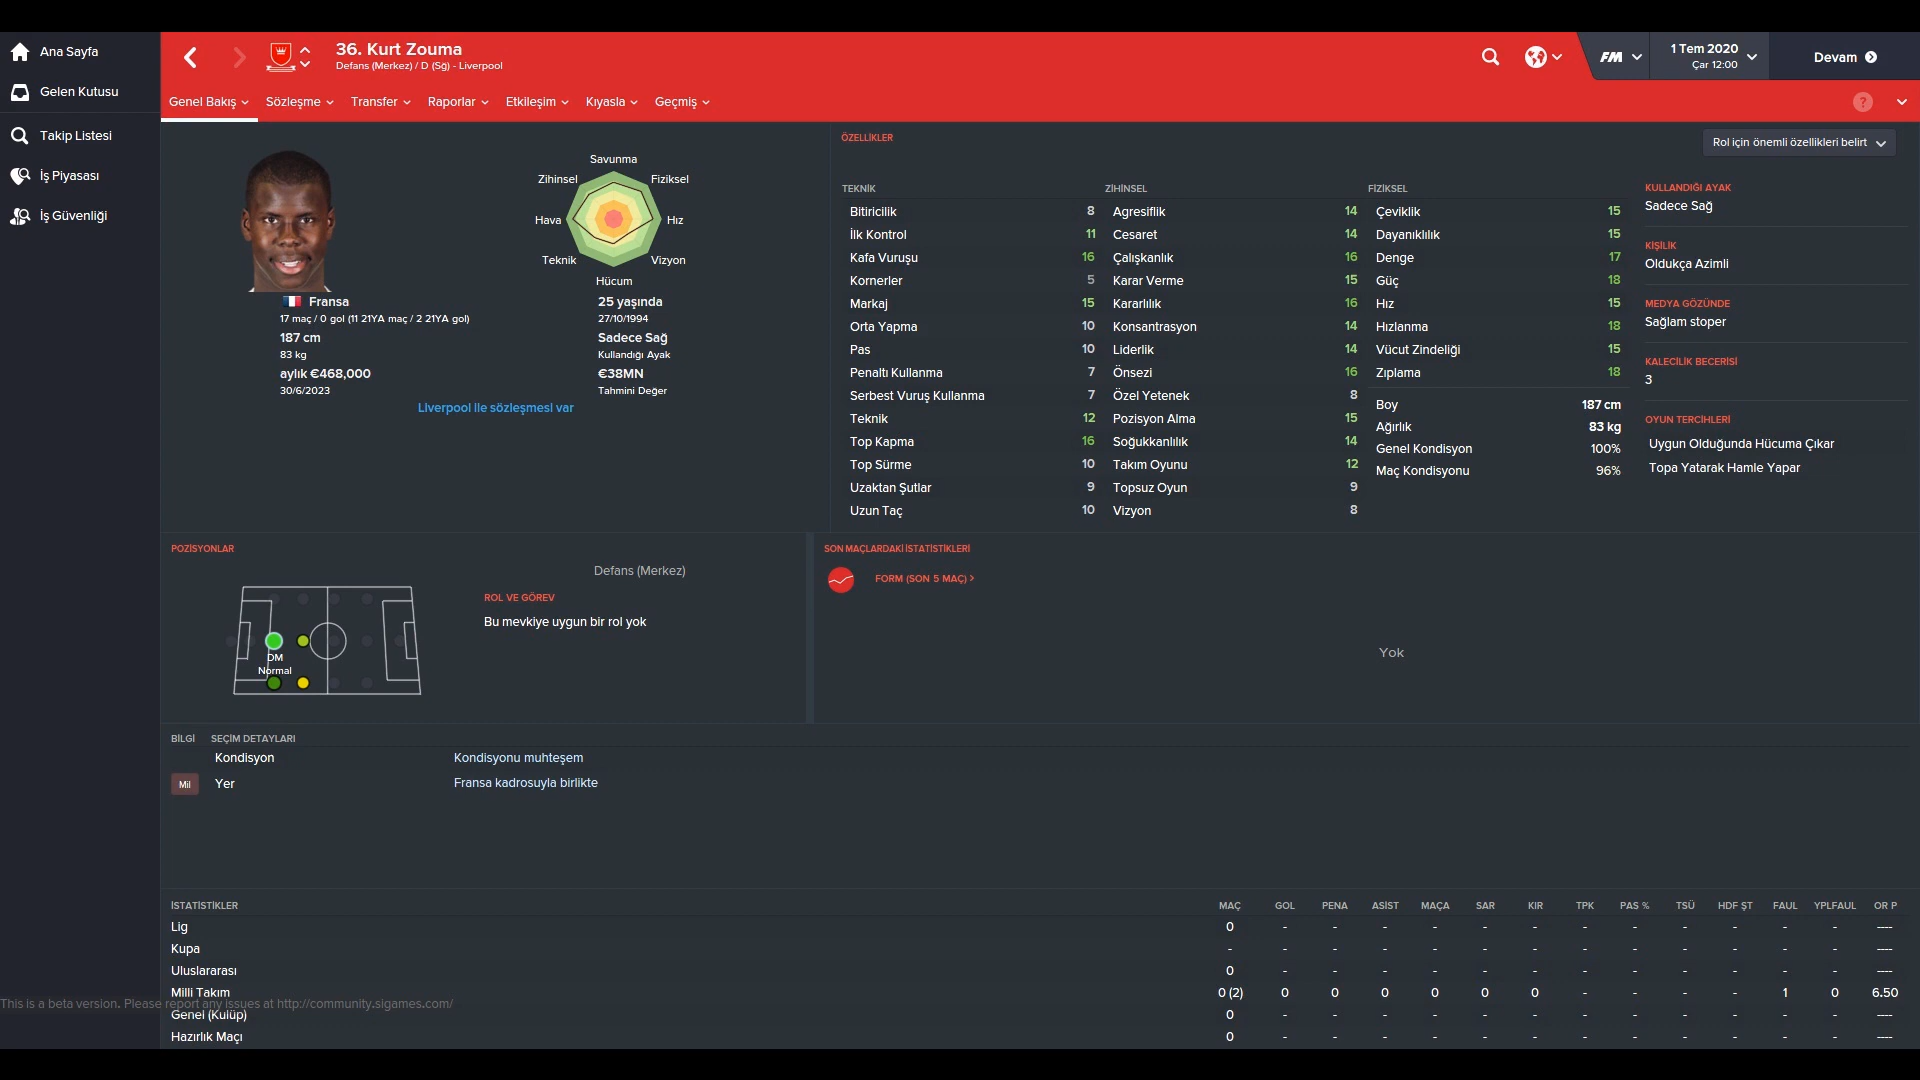 Ana Sayfa
Gelen Kutusu
Takip Listesi
İş Piyasası
İş Güvenliği
36. Kurt Zouma
Defans (Merkez) / D (Sğ) - Liverpool
FM
1 Tem 2020
Çar 12:00
Devam
Genel Bakış Sözleşme Transfer Raporlar Etkileşim Kıyasla Geçmiş
?
Savunma
Zihinsel Fiziksel
Hava Hız
Teknik Vizyon
Hücum
Fransa
17 maç / 0 gol (11 21YA maç / 2 21YA gol)
187 cm
83 kg
aylık €468,000
30/6/2023
25 yaşında
27/10/1994
Sadece Sağ
Kullandığı Ayak
€38MN
Tahmini Değer
Liverpool ile sözleşmesi var
ÖZELLİKLER
Rol için önemli özellikleri belirt
TEKNİK
Bitiricilik 8
İlk Kontrol 11
Kafa Vuruşu 16
Kornerler 5
Markaj 15
Orta Yapma 10
Pas 10
Penaltı Kullanma 7
Serbest Vuruş Kullanma 7
Teknik 12
Top Kapma 16
Top Sürme 10
Uzaktan Şutlar 9
Uzun Taç 10
ZİHİNSEL
Agresiflik 14
Cesaret 14
Çalışkanlık 16
Karar Verme 15
Kararlılık 16
Konsantrasyon 14
Liderlik 14
Önsezi 16
Özel Yetenek 8
Pozisyon Alma 15
Soğukkanlılık 14
Takım Oyunu 12
Topsuz Oyun 9
Vizyon 8
FİZİKSEL
Çeviklik 15
Dayanıklılık 15
Denge 17
Güç 18
Hız 15
Hızlanma 18
Vücut Zindeliği 15
Zıplama 18
Boy 187 cm
Ağırlık 83 kg
Genel Kondisyon 100%
Maç Kondisyonu 96%
KULLANDIĞI AYAK
Sadece Sağ
KİŞİLİK
Oldukça Azimli
MEDYA GÖZÜNDE
Sağlam stoper
KALECİLİK BECERİSİ
3
OYUN TERCİHLERİ
Uygun Olduğunda Hücuma Çıkar
Topa Yatarak Hamle Yapar
POZİSYONLAR
DM
Normal
Defans (Merkez)
ROL VE GÖREV
Bu mevkiye uygun bir rol yok
SON MAÇLARDAKİ İSTATİSTİKLERİ
FORM (SON 5 MAÇ) >
Yok
BİLGİ SEÇİM DETAYLARI
Kondisyon Kondisyonu muhteşem
Mil Yer Fransa kadrosuyla birlikte
İSTATİSTİKLER MAÇ GOL PENA ASİST MAÇA SAR KIR TPK PAS % TSÜ HDF ŞT FAUL YPLFAUL OR P
Lig 0 - - - - - - - - - - - - ----
Kupa - - - - - - - - - - - - - ----
Uluslararası 0 - - - - - - - - - - - - ----
Milli Takım 0 (2) 0 0 0 0 0 0 - - - - 1 0 6.50
This is a beta version. Please report any issues at http://community.sigames.com/
Genel (Kulüp) 0 - - - - - - - - - - - - ----
Hazırlık Maçı 0 - - - - - - - - - - - - ----